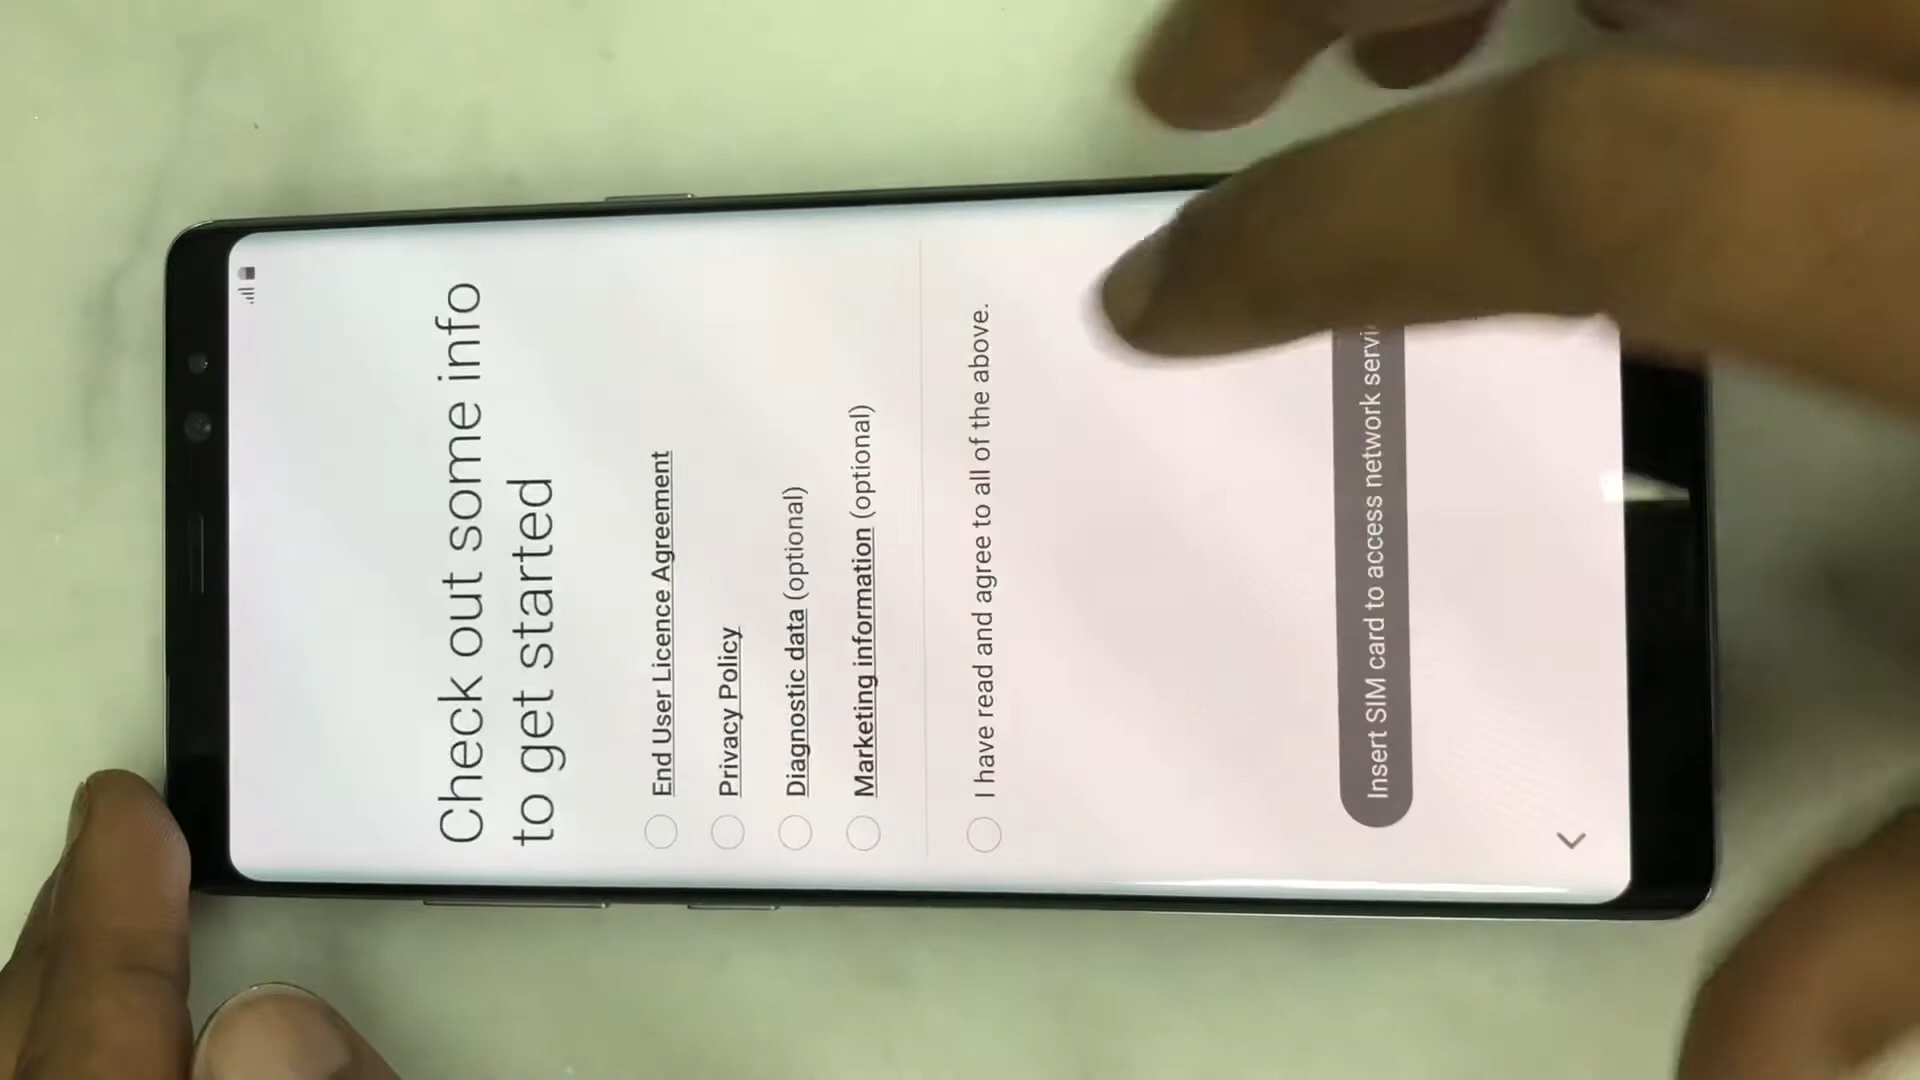 Check out some info
to get started
End User Licence Agreement
Privacy Policy
Diagnostic data (optional)
Marketing information (optional)
I have read and agree to all of the above.
Insert SIM card to access network